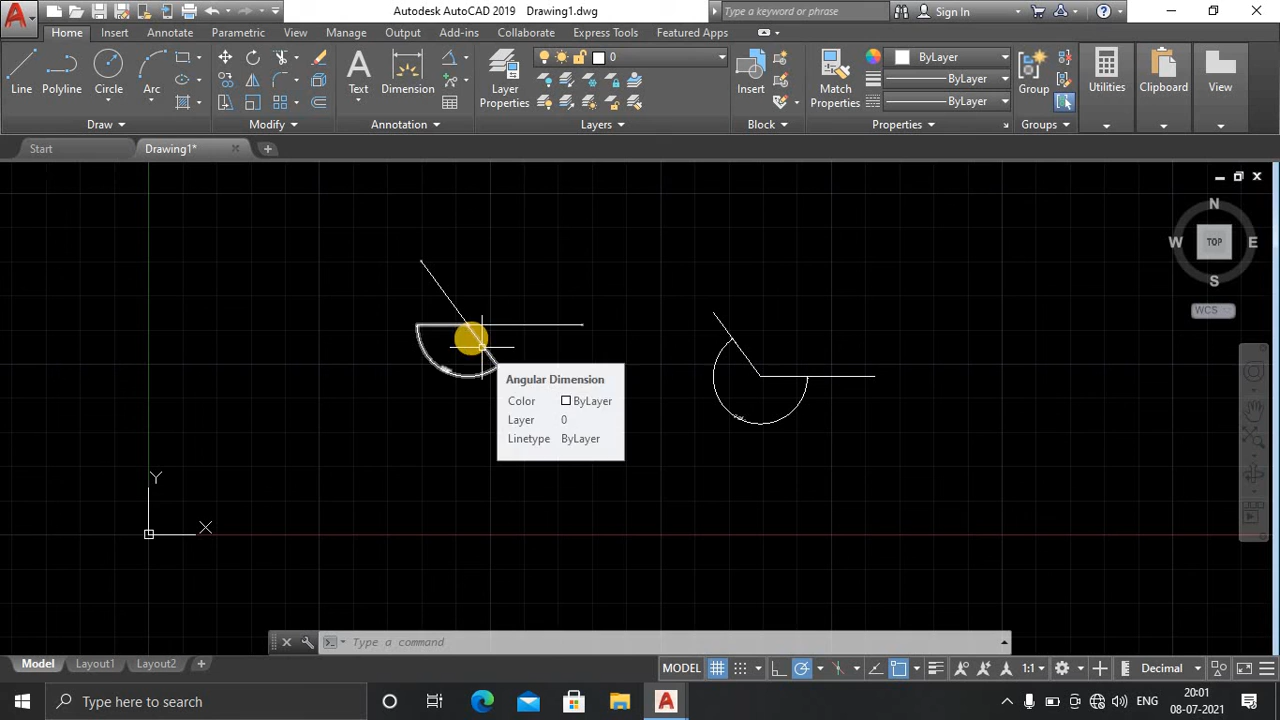 Autodesk AutoCAD 2019 Drawing1.dwg
Type a keyword or phrase
Sign In
Home Insert Annotate Parametric View Manage Output Add-ins Collaborate Express Tools Featured Apps
0
ByLayer
ByLayer
ByLayer
Line Polyline Circle Arc Text Dimension Layer Properties Insert Match Properties Group Utilities Clipboard View
Draw Modify Annotation Layers Block Properties Groups
Start Drawing1*
N
W TOP E
S
WCS
Angular Dimension
Color ByLayer
Layer 0
Linetype ByLayer
Y
X
Type a command
Model Layout1 Layout2
MODEL 1:1 Decimal
Type here to search
ENG
20:01
08-07-2021